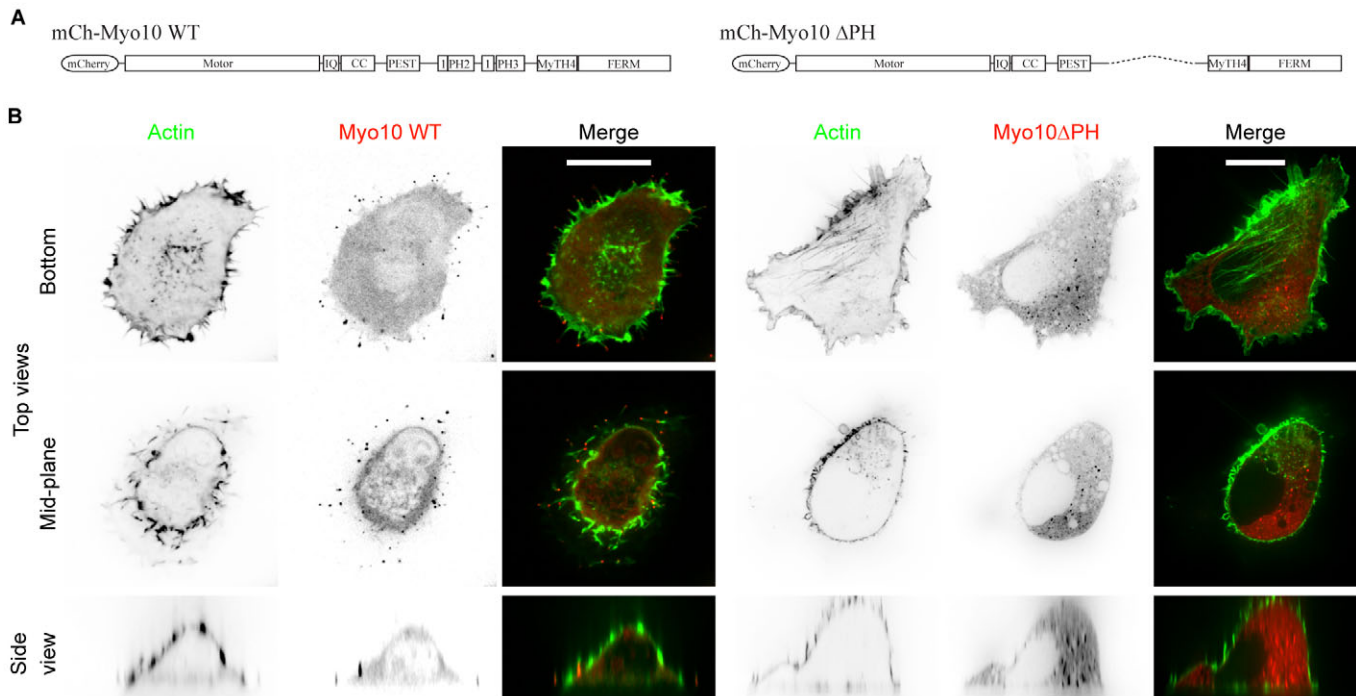 A
mCh-Myo10 WT
mCherry Motor IQ CC PEST 1 PH2 1 PH3 MyTH4 FERM
mCh-Myo10 ΔPH
mCherry Motor IQ CC PEST MyTH4 FERM
B
Actin Myo10 WT Merge Actin Myo10ΔPH Merge
Top views
Bottom
Mid-plane
Side
view